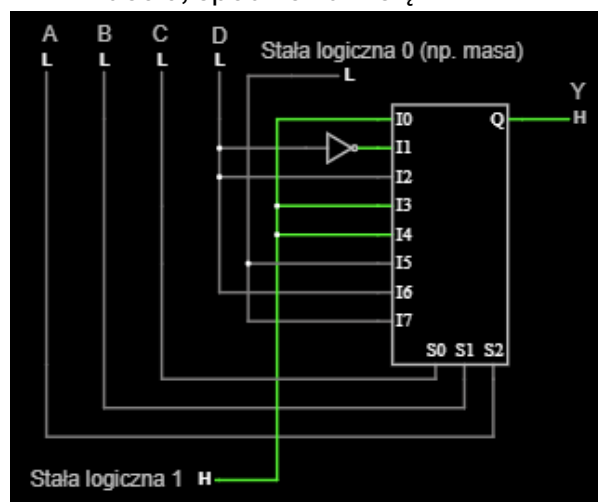 A B C D
L L L L
Stała logiczna 0 (np. masa)
L
Y
I0 Q H
I1
I2
I3
I4
I5
I6
I7
S0 S1 S2
Stała logiczna 1 H